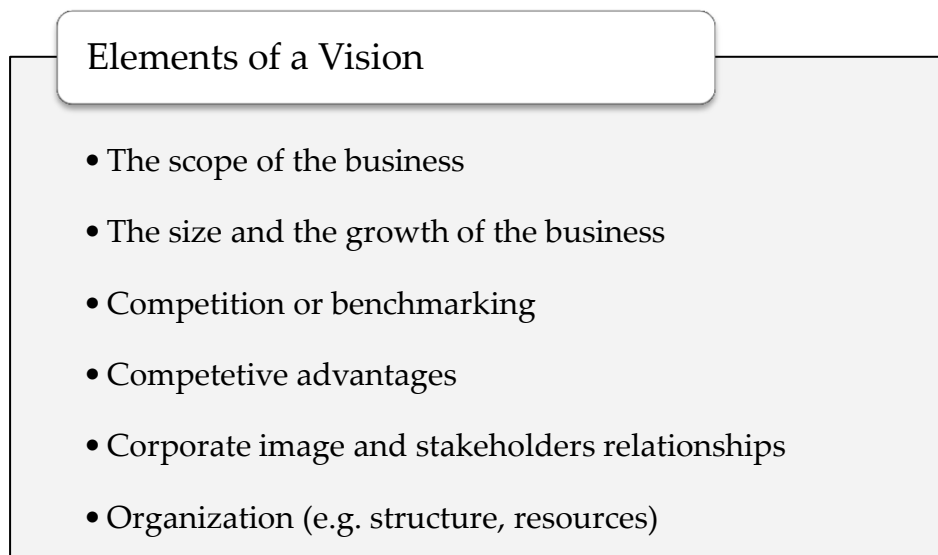 Elements of a Vision
• The scope of the business
• The size and the growth of the business
• Competition or benchmarking
• Competetive advantages
• Corporate image and stakeholders relationships
• Organization (e.g. structure, resources)